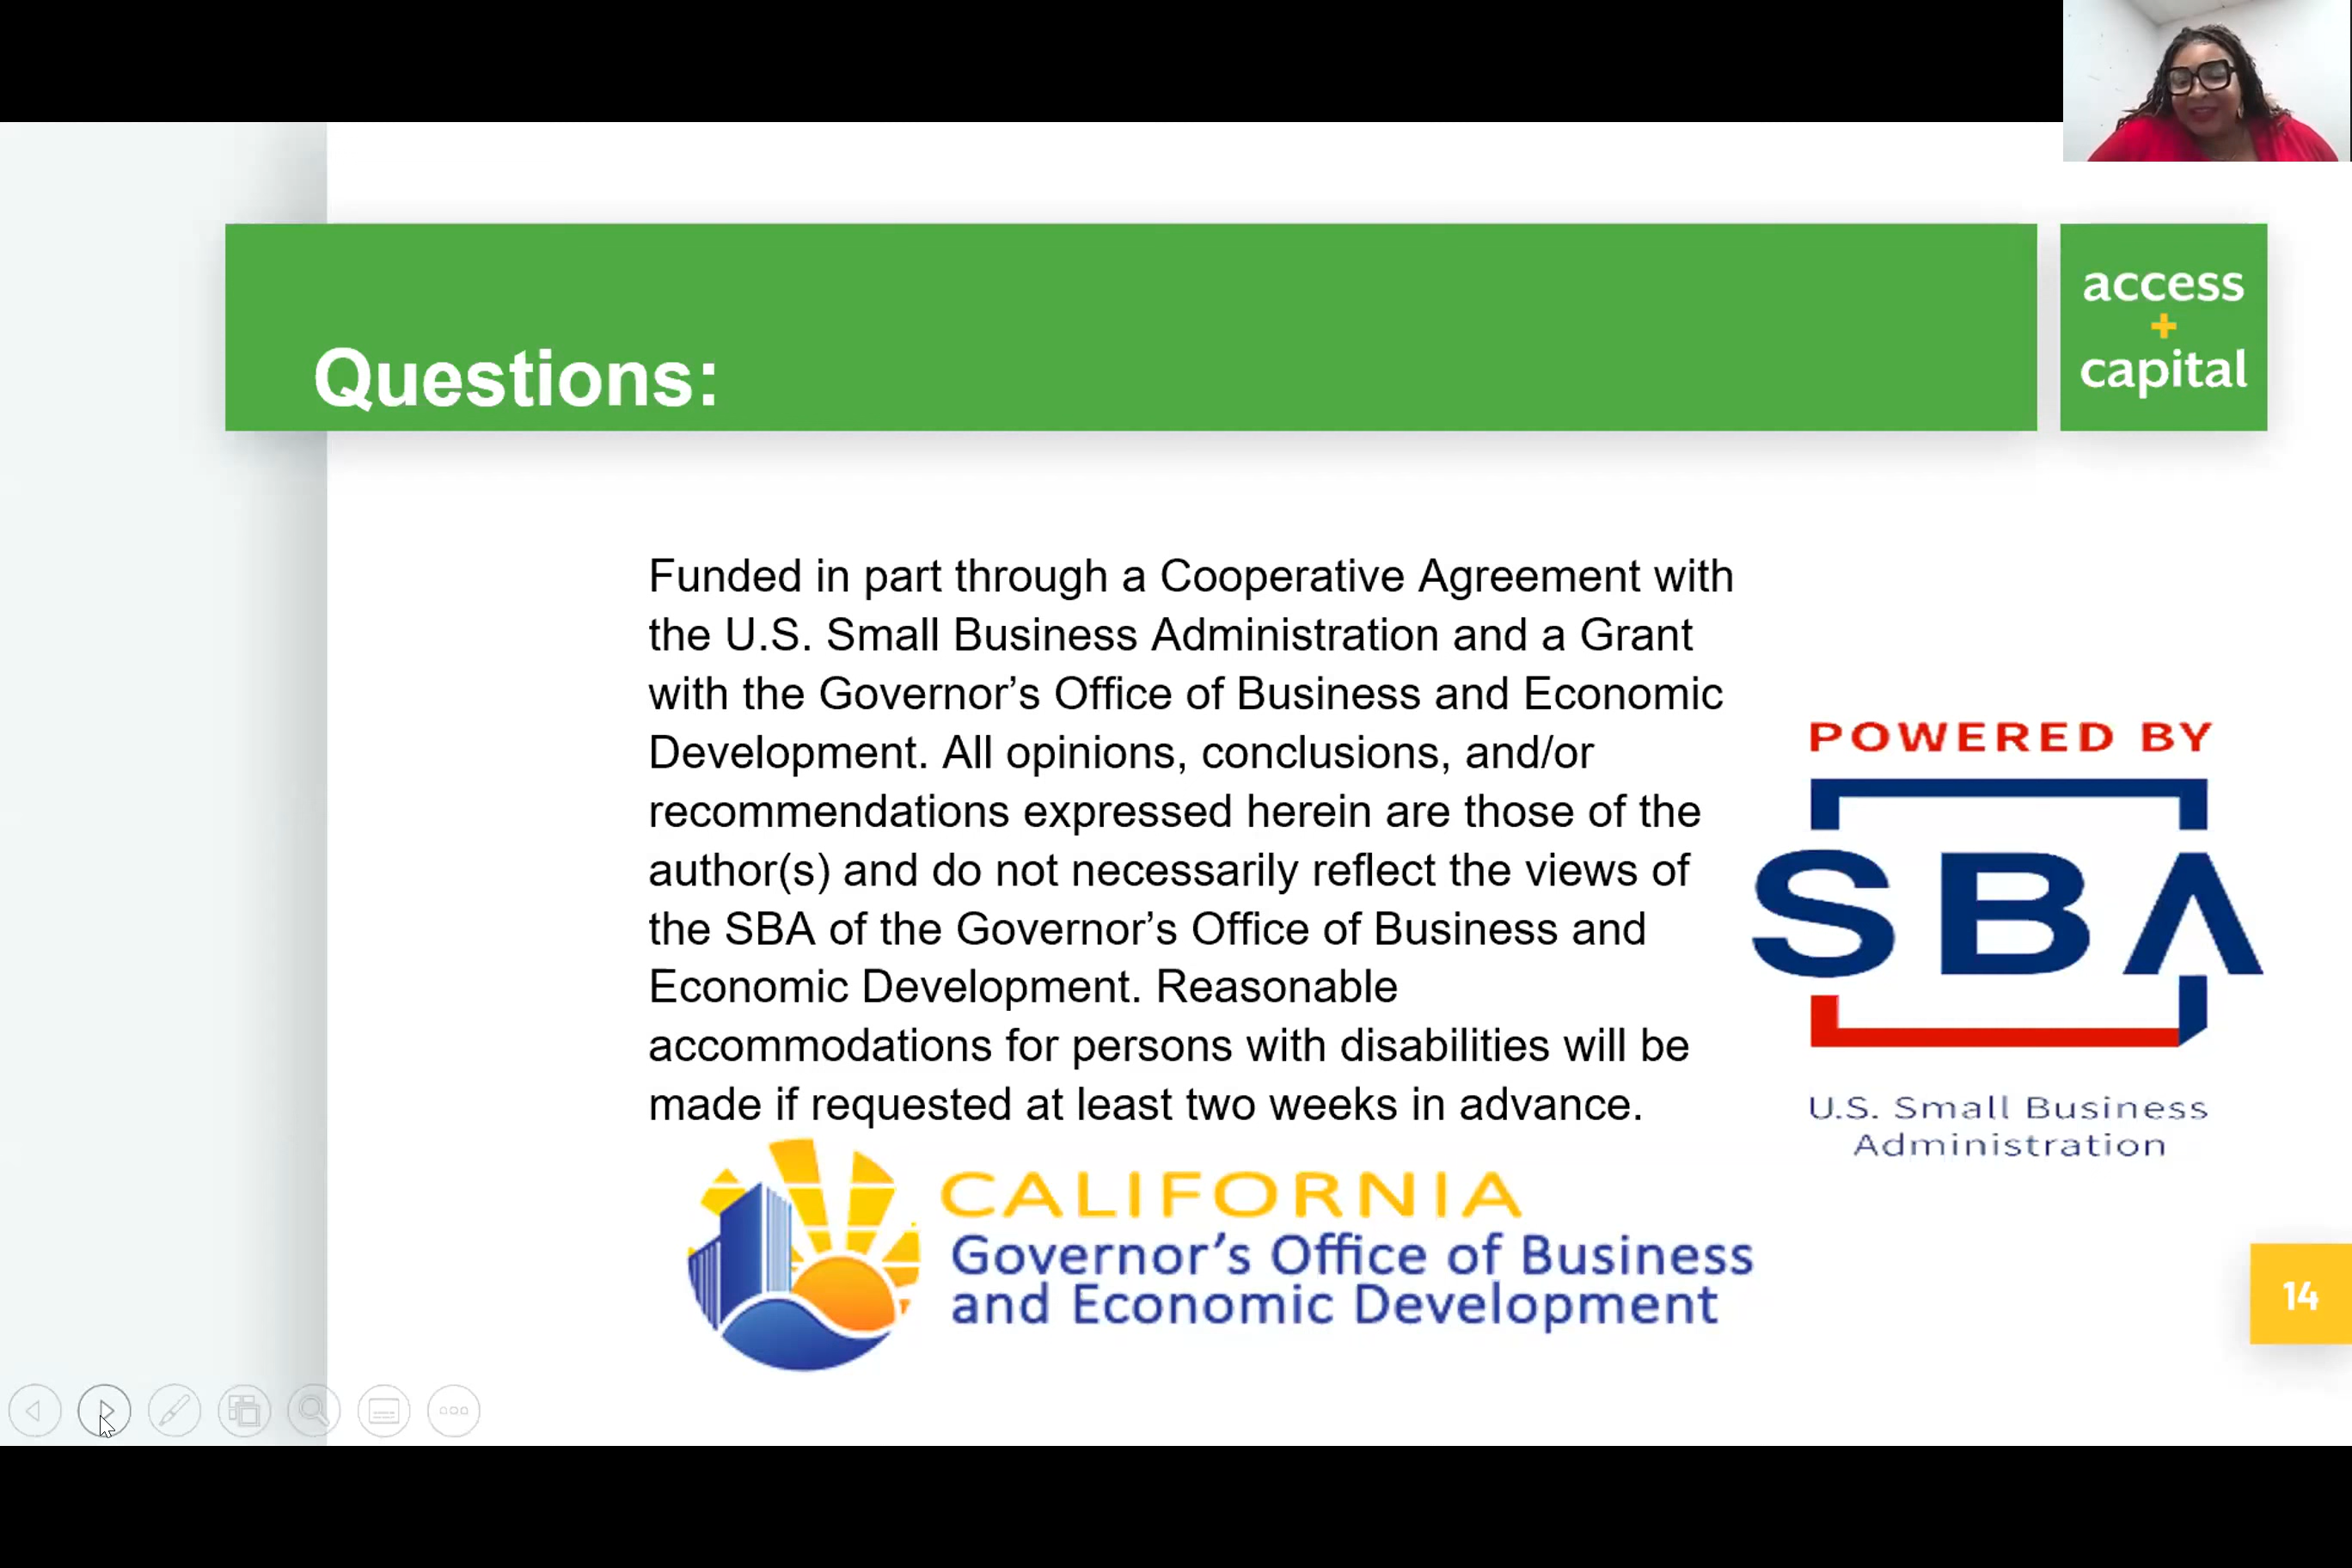 Questions:
access
+
capital
Funded in part through a Cooperative Agreement with
the U.S. Small Business Administration and a Grant
with the Governor’s Office of Business and Economic
Development. All opinions, conclusions, and/or
recommendations expressed herein are those of the
author(s) and do not necessarily reflect the views of
the SBA of the Governor’s Office of Business and
Economic Development. Reasonable
accommodations for persons with disabilities will be
made if requested at least two weeks in advance.
POWERED BY
SBA
U.S. Small Business
Administration
CALIFORNIA
Governor’s Office of Business
and Economic Development
14